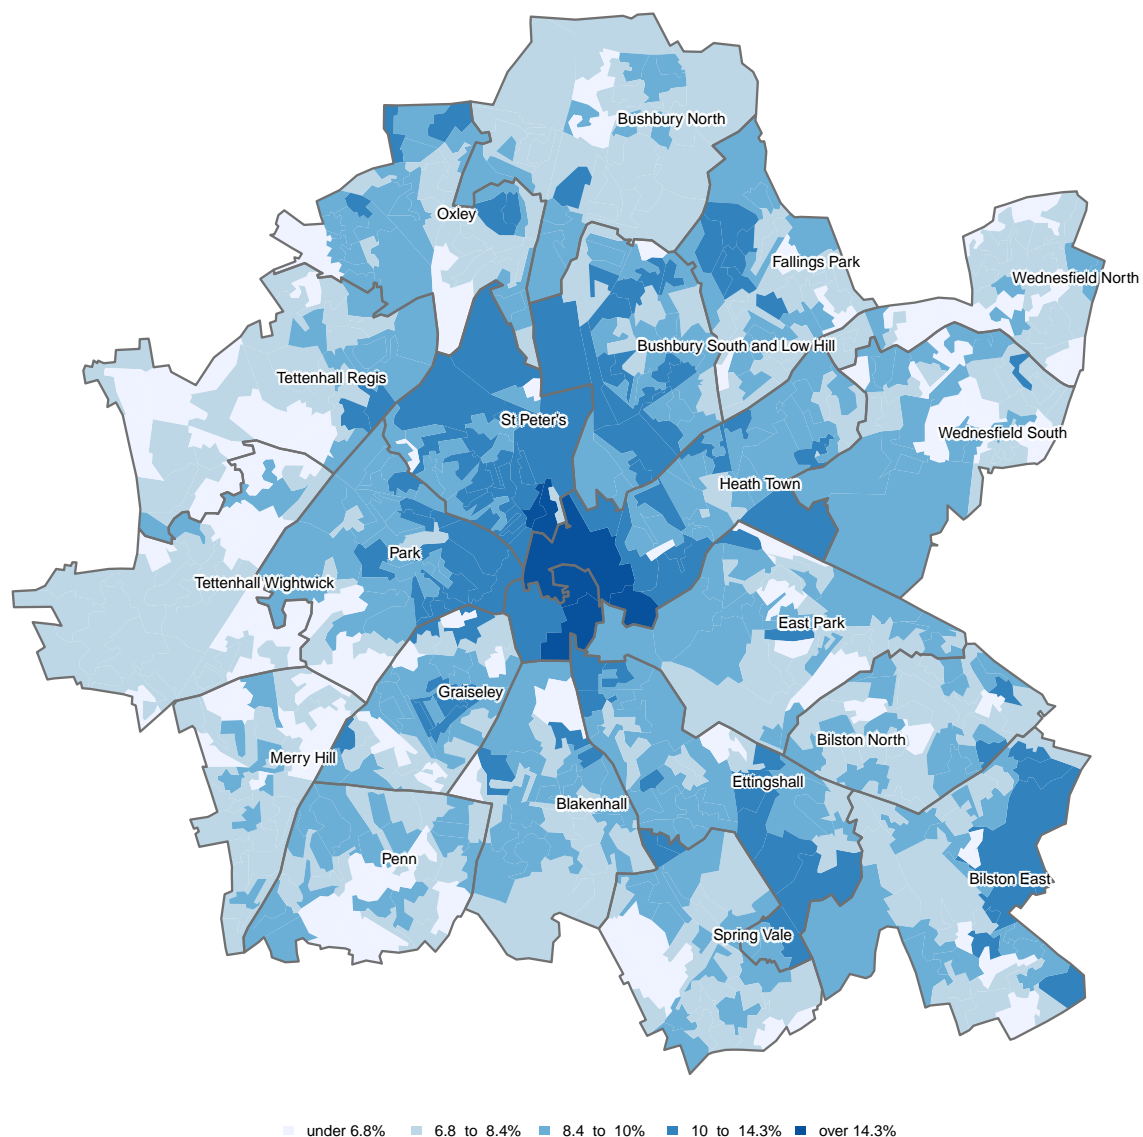 Bushbury North
Oxley
Fallings Park
Wednesfield North
Bushbury South and Low Hill
Tettenhall Regis
St Peter's
Wednesfield South
Heath Town
Park
Tettenhall Wightwick
East Park
Graiseley
Bilston North
Merry Hill
Ettingshall
Blakenhall
Penn
Bilston East
Spring Vale
under 6.8% 6.8 to 8.4% 8.4 to 10% 10 to 14.3% over 14.3%